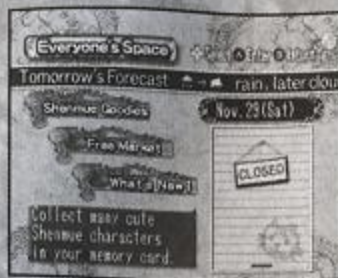 Everyone's Space
Tomorrow's Forecast rain, later clou
Shenmue Goodies
Nov. 29(Sat)
Free Market
What's New!
CLOSED
Collect many cute
Shenmue characters
in your memory card.